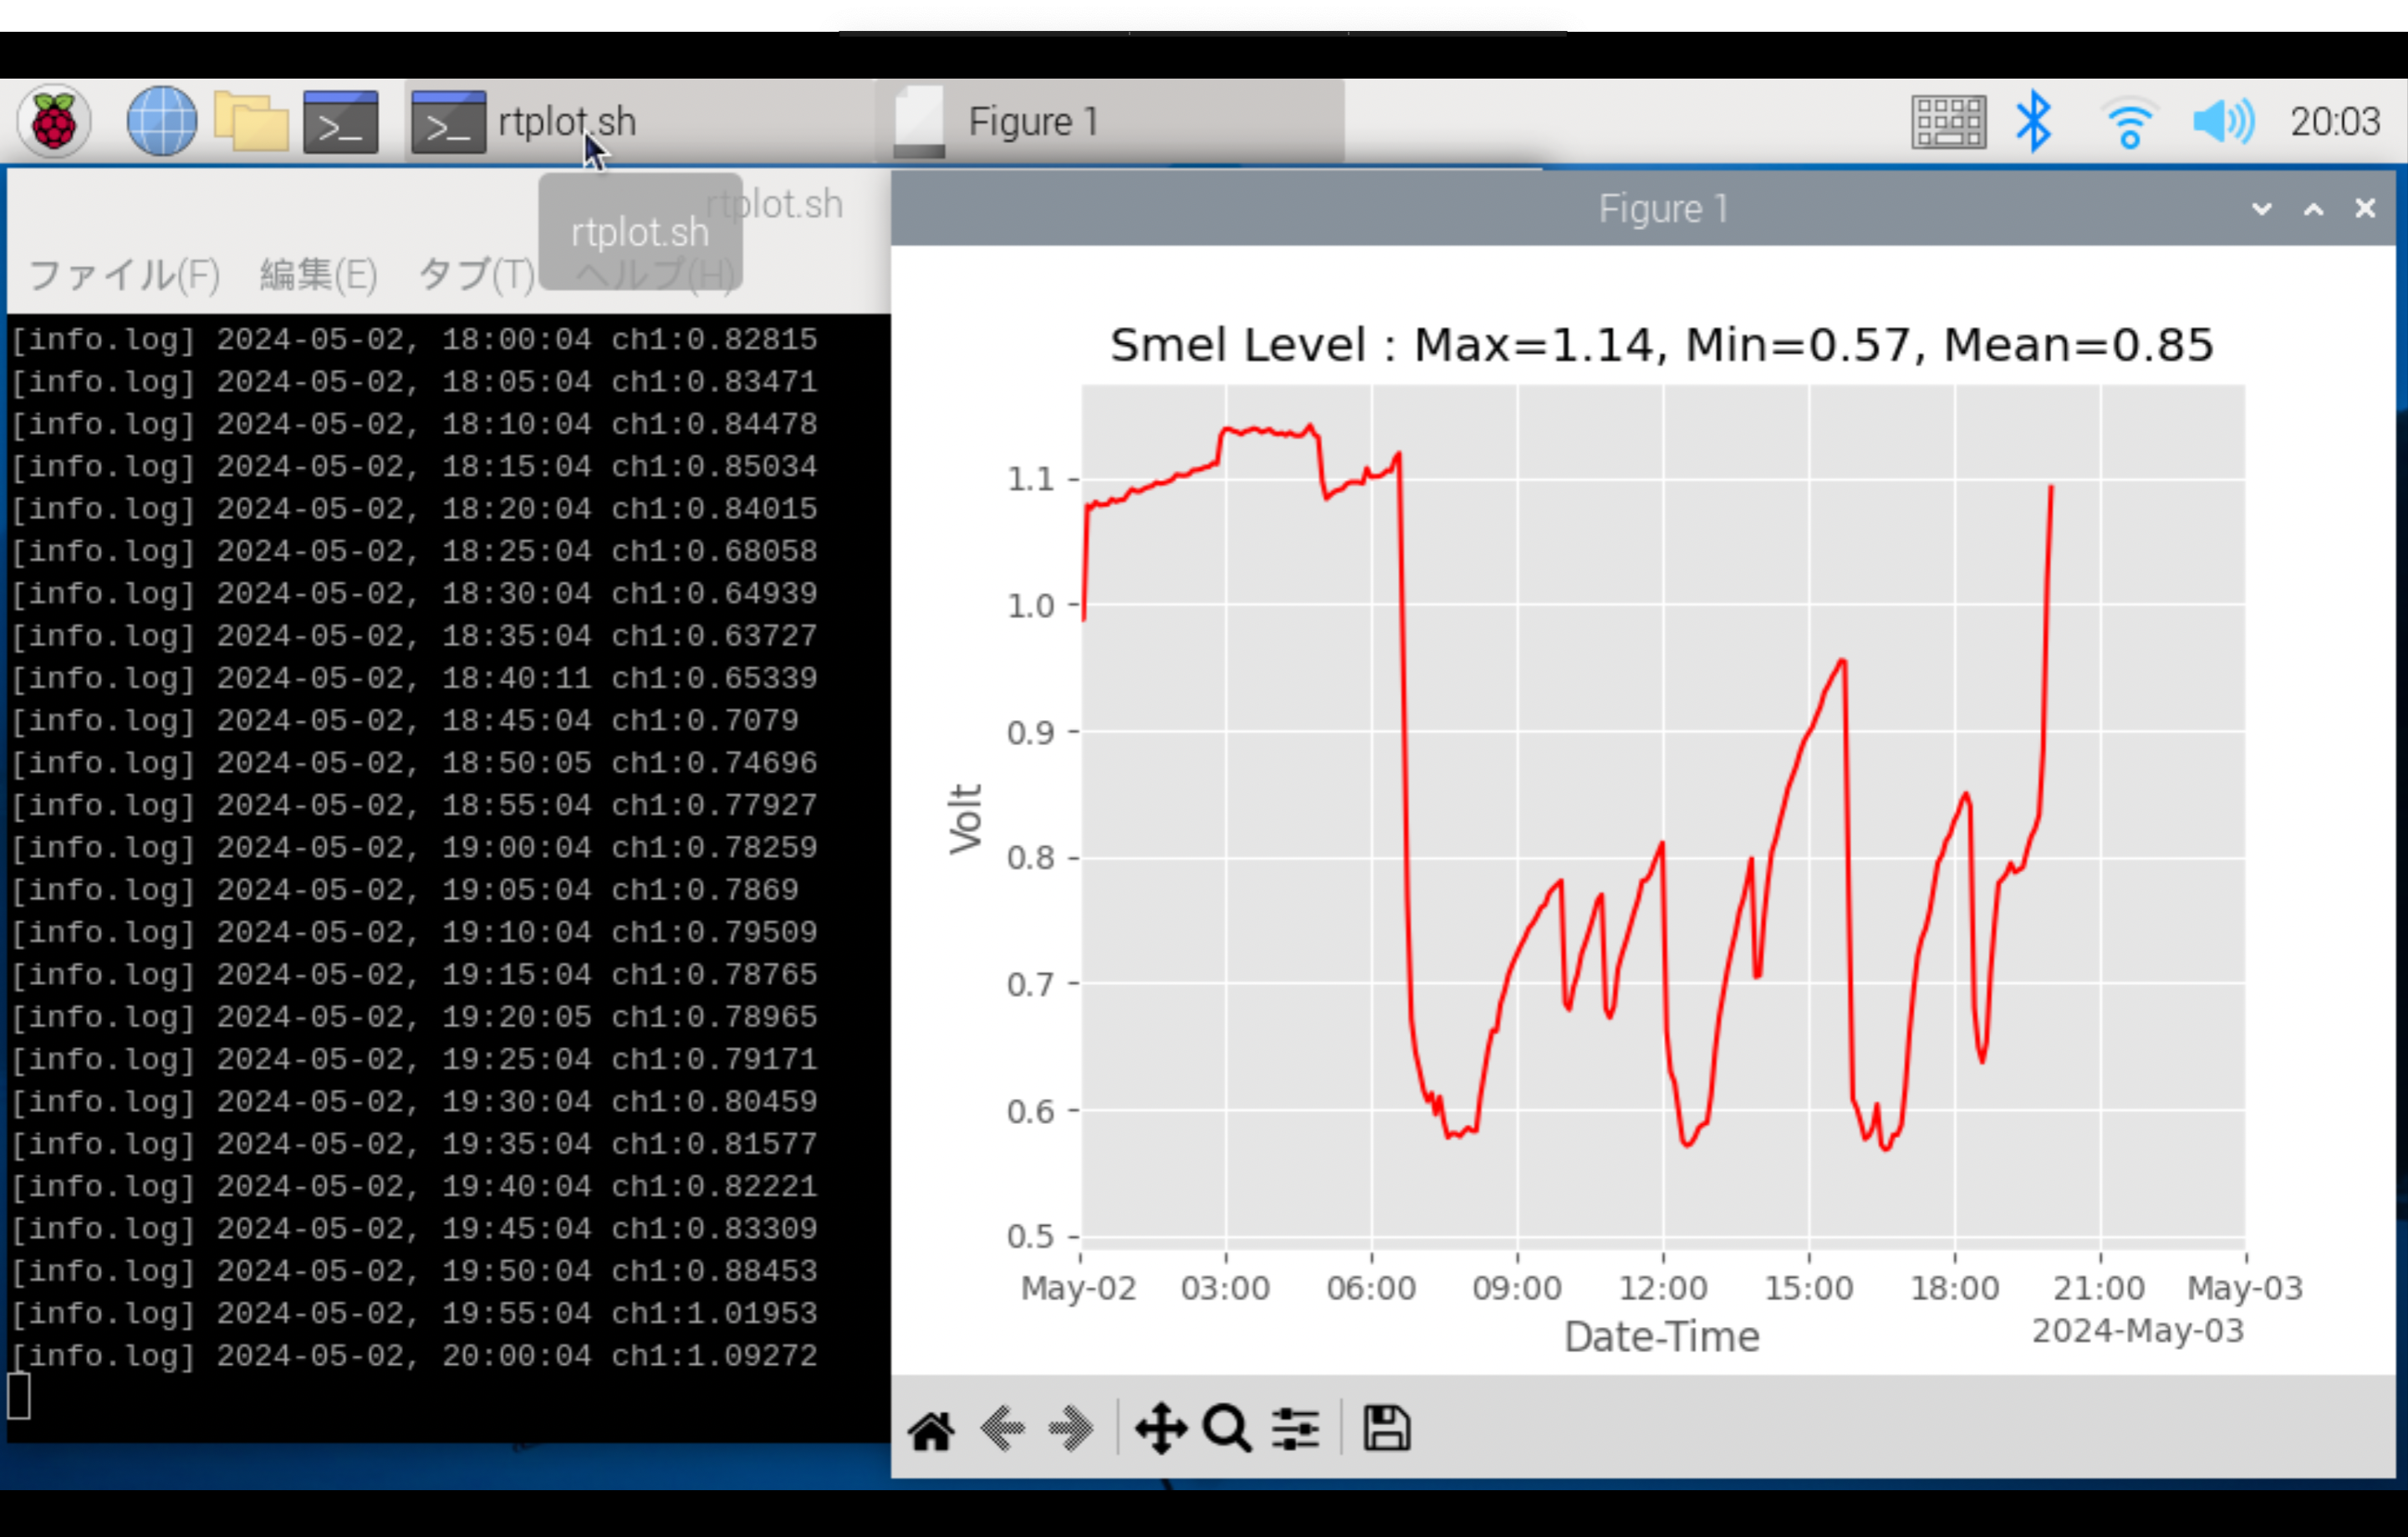 rtplot.sh
Figure 1
20:03
rtplot.sh
rtplot.sh
ファイル(F) 編集(E) タブ(T) ヘルプ(H)
[info.log] 2024-05-02, 18:00:04 ch1:0.82815
[info.log] 2024-05-02, 18:05:04 ch1:0.83471
[info.log] 2024-05-02, 18:10:04 ch1:0.84478
[info.log] 2024-05-02, 18:15:04 ch1:0.85034
[info.log] 2024-05-02, 18:20:04 ch1:0.84015
[info.log] 2024-05-02, 18:25:04 ch1:0.68058
[info.log] 2024-05-02, 18:30:04 ch1:0.64939
[info.log] 2024-05-02, 18:35:04 ch1:0.63727
[info.log] 2024-05-02, 18:40:11 ch1:0.65339
[info.log] 2024-05-02, 18:45:04 ch1:0.7079
[info.log] 2024-05-02, 18:50:05 ch1:0.74696
[info.log] 2024-05-02, 18:55:04 ch1:0.77927
[info.log] 2024-05-02, 19:00:04 ch1:0.78259
[info.log] 2024-05-02, 19:05:04 ch1:0.7869
[info.log] 2024-05-02, 19:10:04 ch1:0.79509
[info.log] 2024-05-02, 19:15:04 ch1:0.78765
[info.log] 2024-05-02, 19:20:05 ch1:0.78965
[info.log] 2024-05-02, 19:25:04 ch1:0.79171
[info.log] 2024-05-02, 19:30:04 ch1:0.80459
[info.log] 2024-05-02, 19:35:04 ch1:0.81577
[info.log] 2024-05-02, 19:40:04 ch1:0.82221
[info.log] 2024-05-02, 19:45:04 ch1:0.83309
[info.log] 2024-05-02, 19:50:04 ch1:0.88453
[info.log] 2024-05-02, 19:55:04 ch1:1.01953
[info.log] 2024-05-02, 20:00:04 ch1:1.09272
Figure 1
Smel Level : Max=1.14, Min=0.57, Mean=0.85
Volt
1.1
1.0
0.9
0.8
0.7
0.6
0.5
May-02 03:00 06:00 09:00 12:00 15:00 18:00 21:00 May-03
2024-May-03
Date-Time